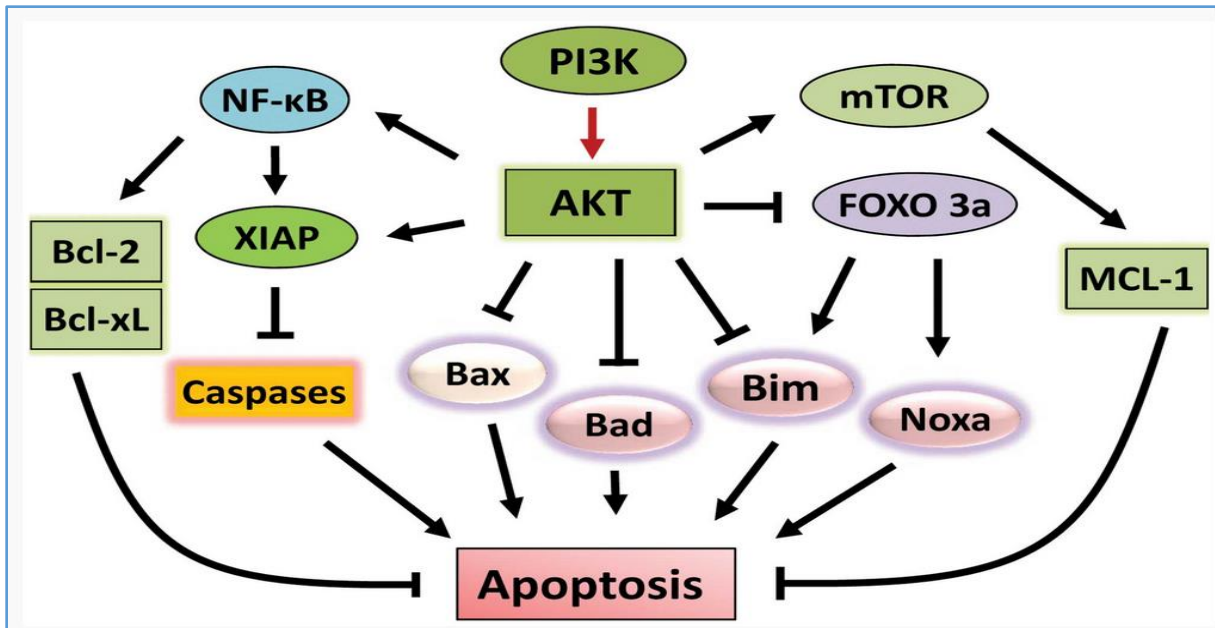 PI3K
NF-κB
mTOR
AKT
FOXO 3a
XIAP
Bcl-2
Bcl-xL
MCL-1
Caspases
Bax
Bad
Bim
Noxa
Apoptosis